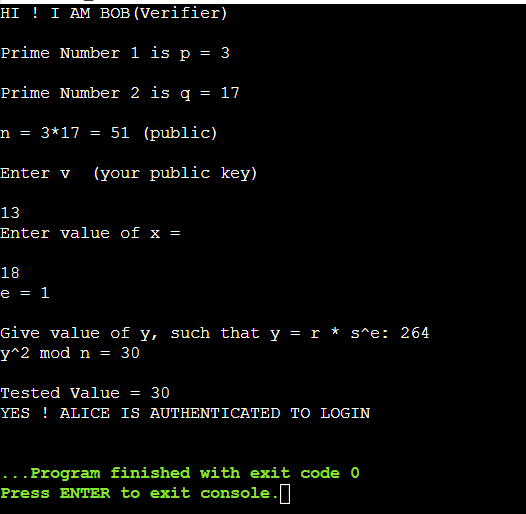 HI ! I AM BOB(Verifier)
Prime Number 1 is p = 3
Prime Number 2 is q = 17
n = 3*17 = 51 (public)
Enter v  (your public key)
13
Enter value of x =
18
e = 1
Give value of y, such that y = r * s^e: 264
y^2 mod n = 30
Tested Value = 30
YES ! ALICE IS AUTHENTICATED TO LOGIN
...Program finished with exit code 0
Press ENTER to exit console.